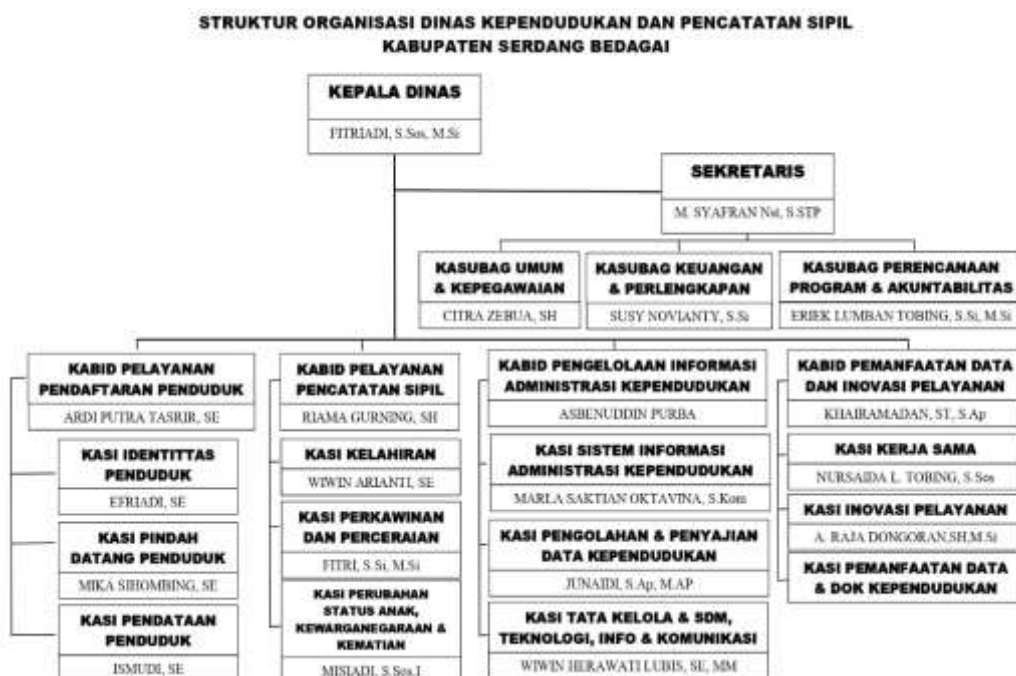 STRUKTUR ORGANISASI DINAS KEPENDUDUKAN DAN PENCATATAN SIPIL
KABUPATEN SERDANG BEDAGAI
KEPALA DINAS
FITRIADI, S.Sos, M.Si
SEKRETARIS
M. SYAFRAN Nst, S.STP
KASUBAG UMUM
& KEPEGAWAIAN
CITRA ZEBUA, SH
KASUBAG KEUANGAN
& PERLENGKAPAN
SUSY NOVIANTY, S.Si
KASUBAG PERENCANAAN
PROGRAM & AKUNTABILITAS
ERIEK LUMBAN TOBING, S.Si, M.Si
KABID PELAYANAN
PENDAFTARAN PENDUDUK
ARDI PUTRA TASRIR, SE
KASI IDENTITTAS
PENDUDUK
EFRIADI, SE
KASI PINDAH
DATANG PENDUDUK
MIKA SIHOMBING, SE
KASI PENDATAAN
PENDUDUK
ISMUDI, SE
KABID PELAYANAN
PENCATATAN SIPIL
RIAMA GURNING, SH
KASI KELAHIRAN
WIWIN ARIANTI, SE
KASI PERKAWINAN
DAN PERCERAIAN
FITRI, S.Si, M.Si
KASI PERUBAHAN
STATUS ANAK,
KEWARGANEGARAAN &
KEMATIAN
MISIADI, S.Sos.I
KABID PENGELOLAAN INFORMASI
ADMINISTRASI KEPENDUDUKAN
ASBENUDDIN PURBA
KASI SISTEM INFORMASI
ADMINISTRASI KEPENDUDUKAN
MARLA SAKTIAN OKTAVINA, S.Kom
KASI PENGOLAHAN & PENYAJIAN
DATA KEPENDUDUKAN
JUNAIDI, S.Ap, M.AP
KASI TATA KELOLA & SDM,
TEKNOLOGI, INFO & KOMUNIKASI
WIWIN HERAWATI LUBIS, SE, MM
KABID PEMANFAATAN DATA
DAN INOVASI PELAYANAN
KHAIRAMADAN, ST, S.Ap
KASI KERJA SAMA
NURSAIDA L. TOBING, S.Sos
KASI INOVASI PELAYANAN
A. RAJA DONGORAN,SH,M.Si
KASI PEMANFAATAN DATA
& DOK KEPENDUDUKAN